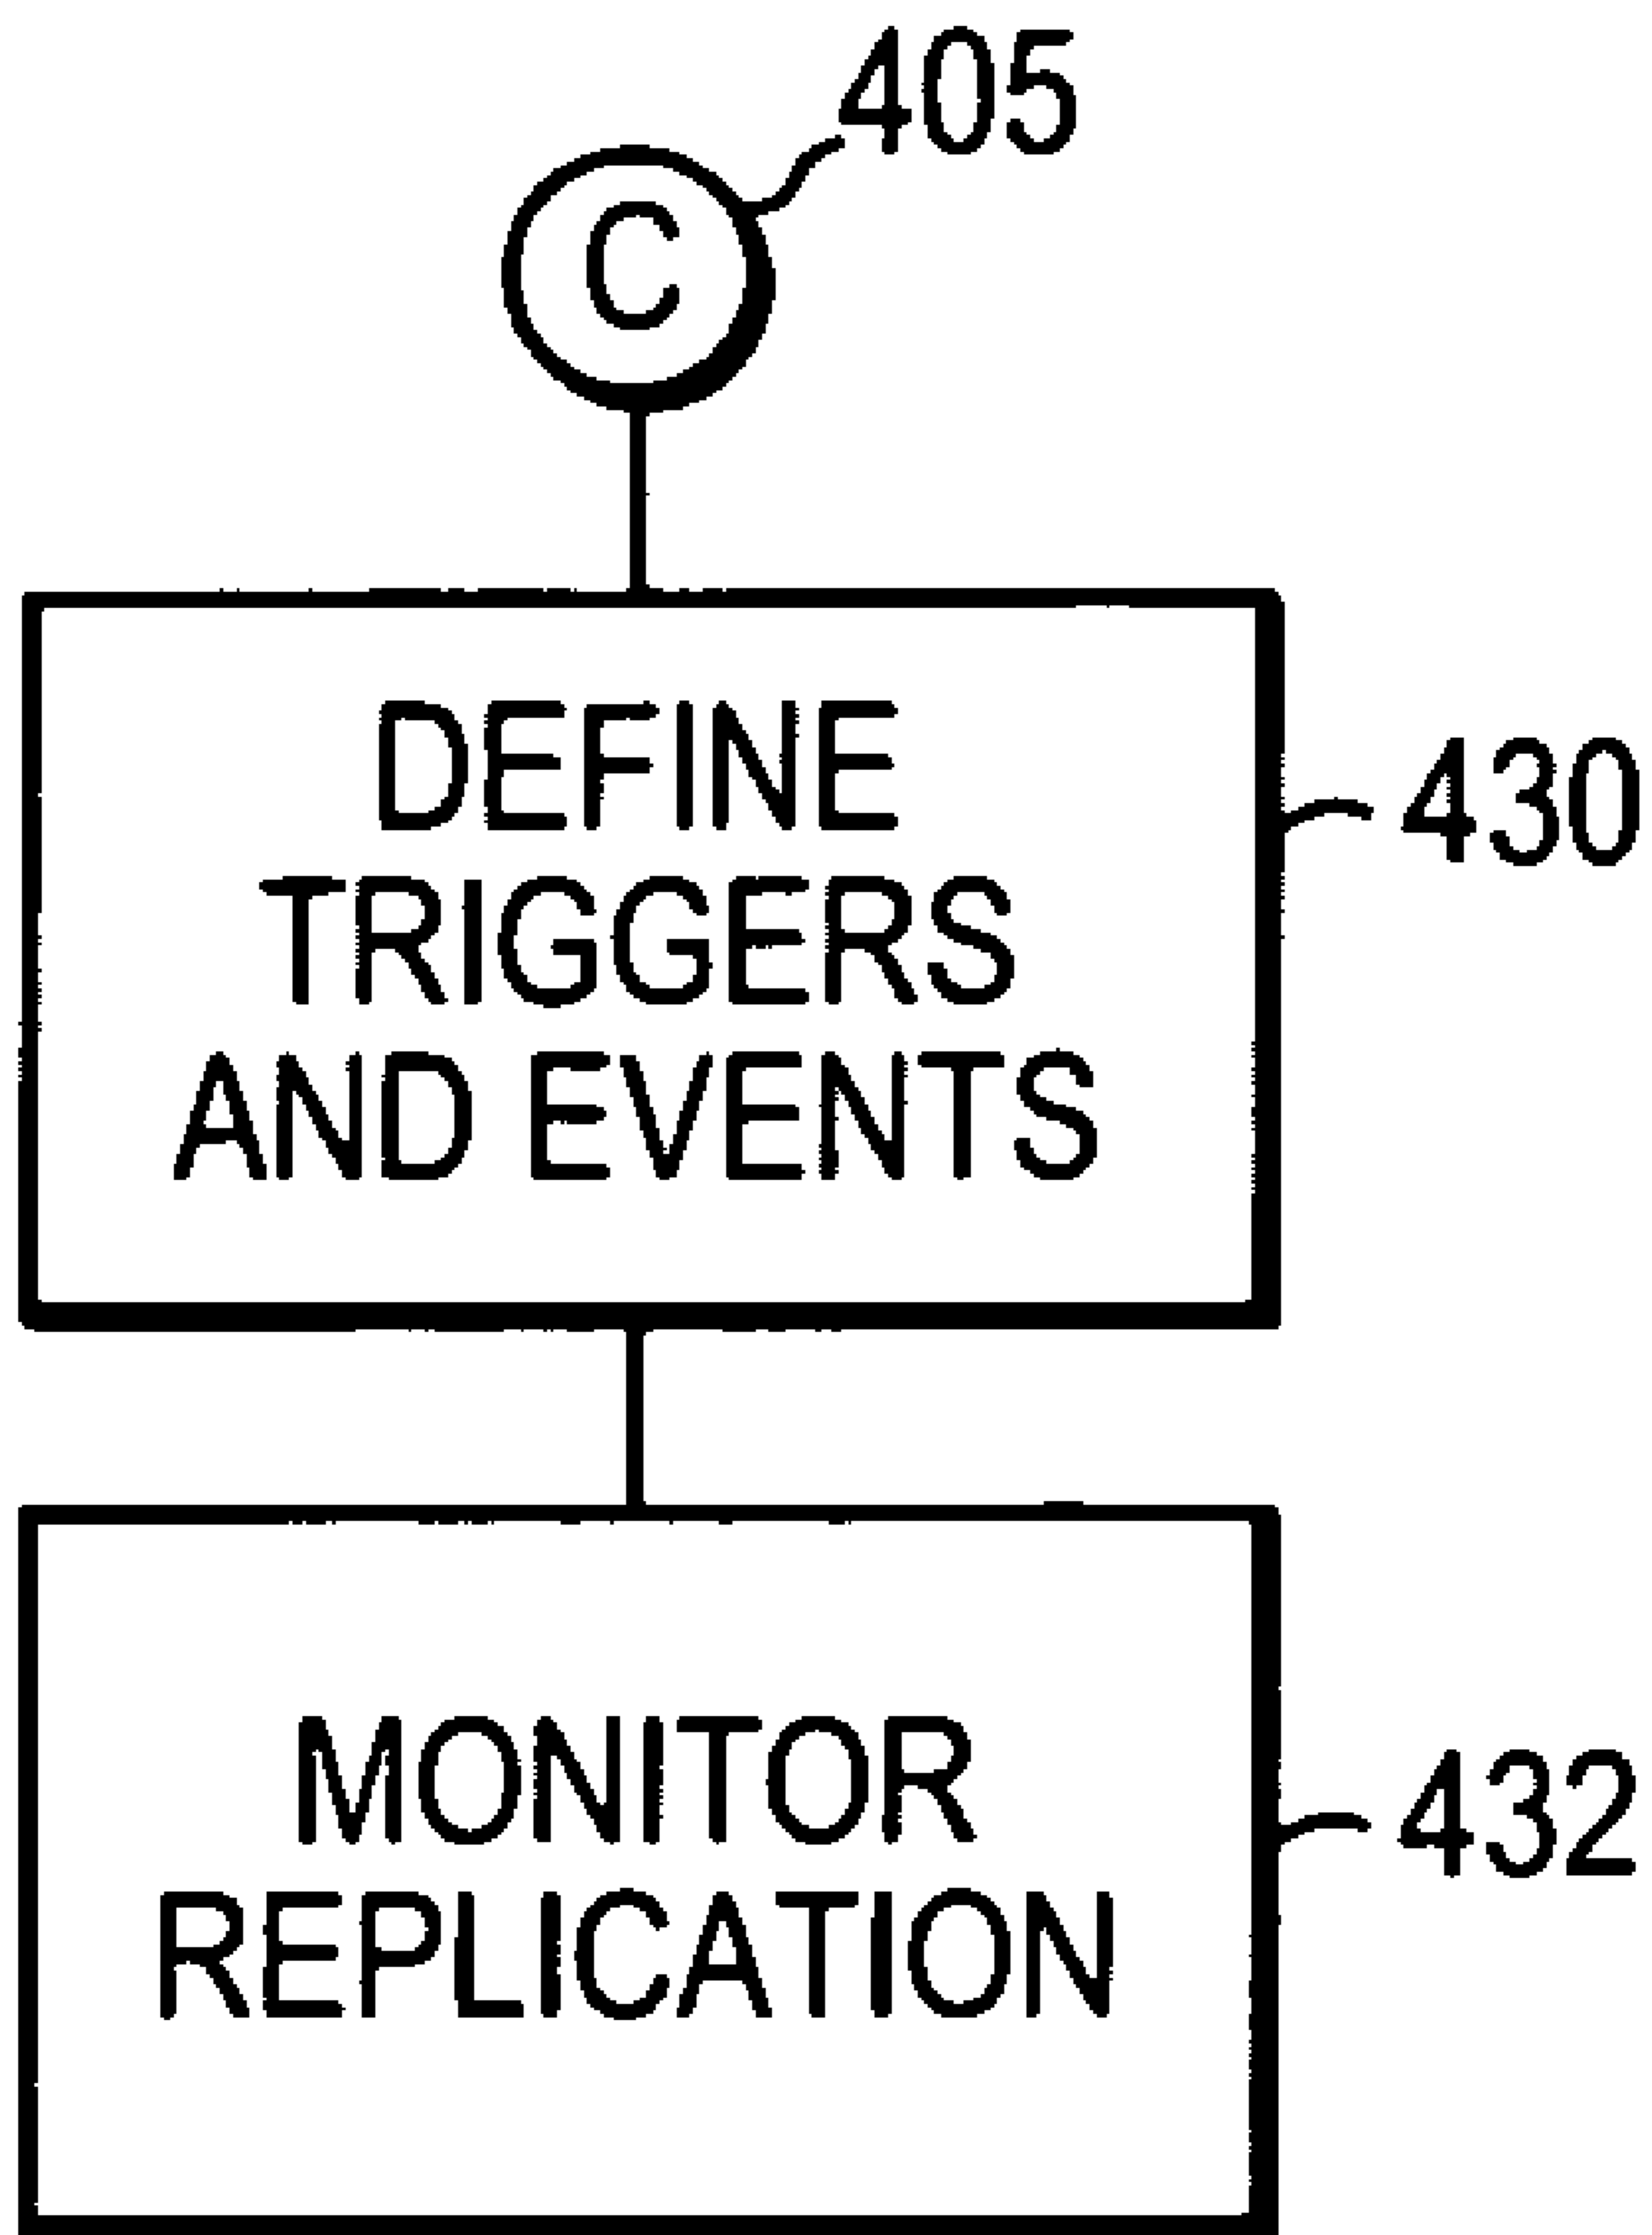 405
C
DEFINE
TRIGGERS
AND EVENTS
430
MONITOR
REPLICATION
432